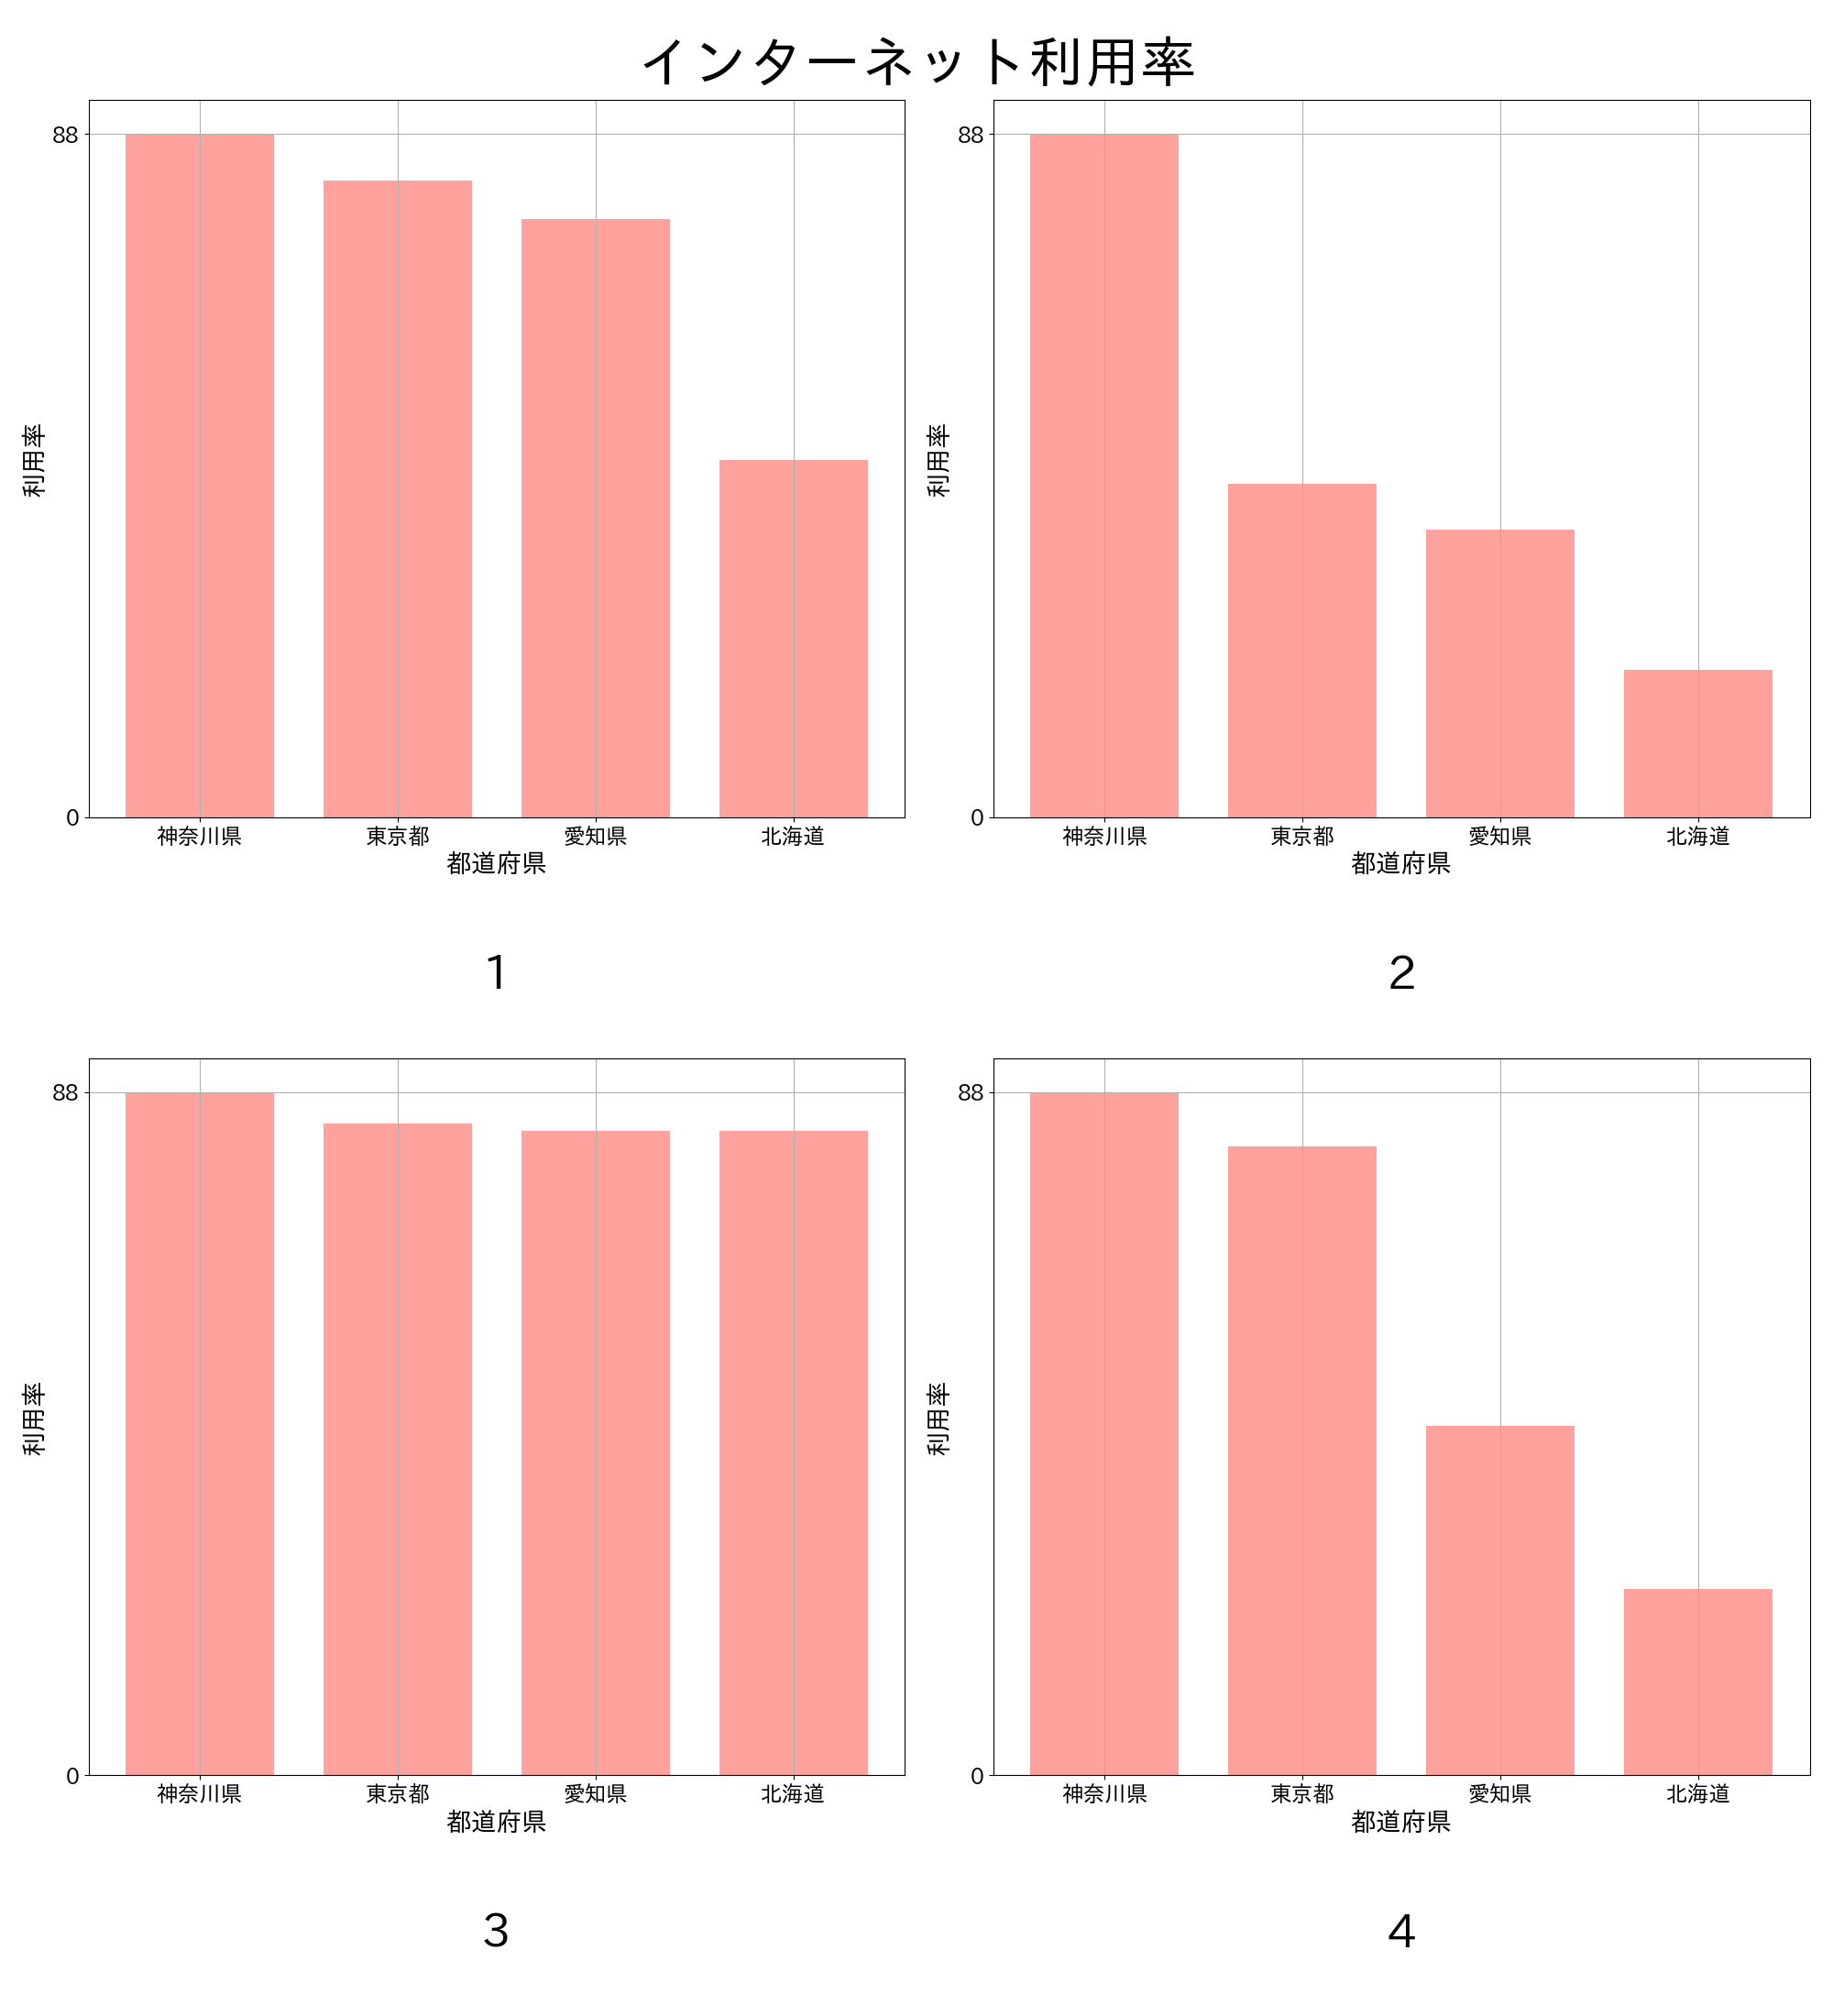 インターネット利用率
88
0
利用率
神奈川県 東京都 愛知県 北海道
都道府県
1
88
0
利用率
神奈川県 東京都 愛知県 北海道
都道府県
2
88
0
利用率
神奈川県 東京都 愛知県 北海道
都道府県
3
88
0
利用率
神奈川県 東京都 愛知県 北海道
都道府県
4